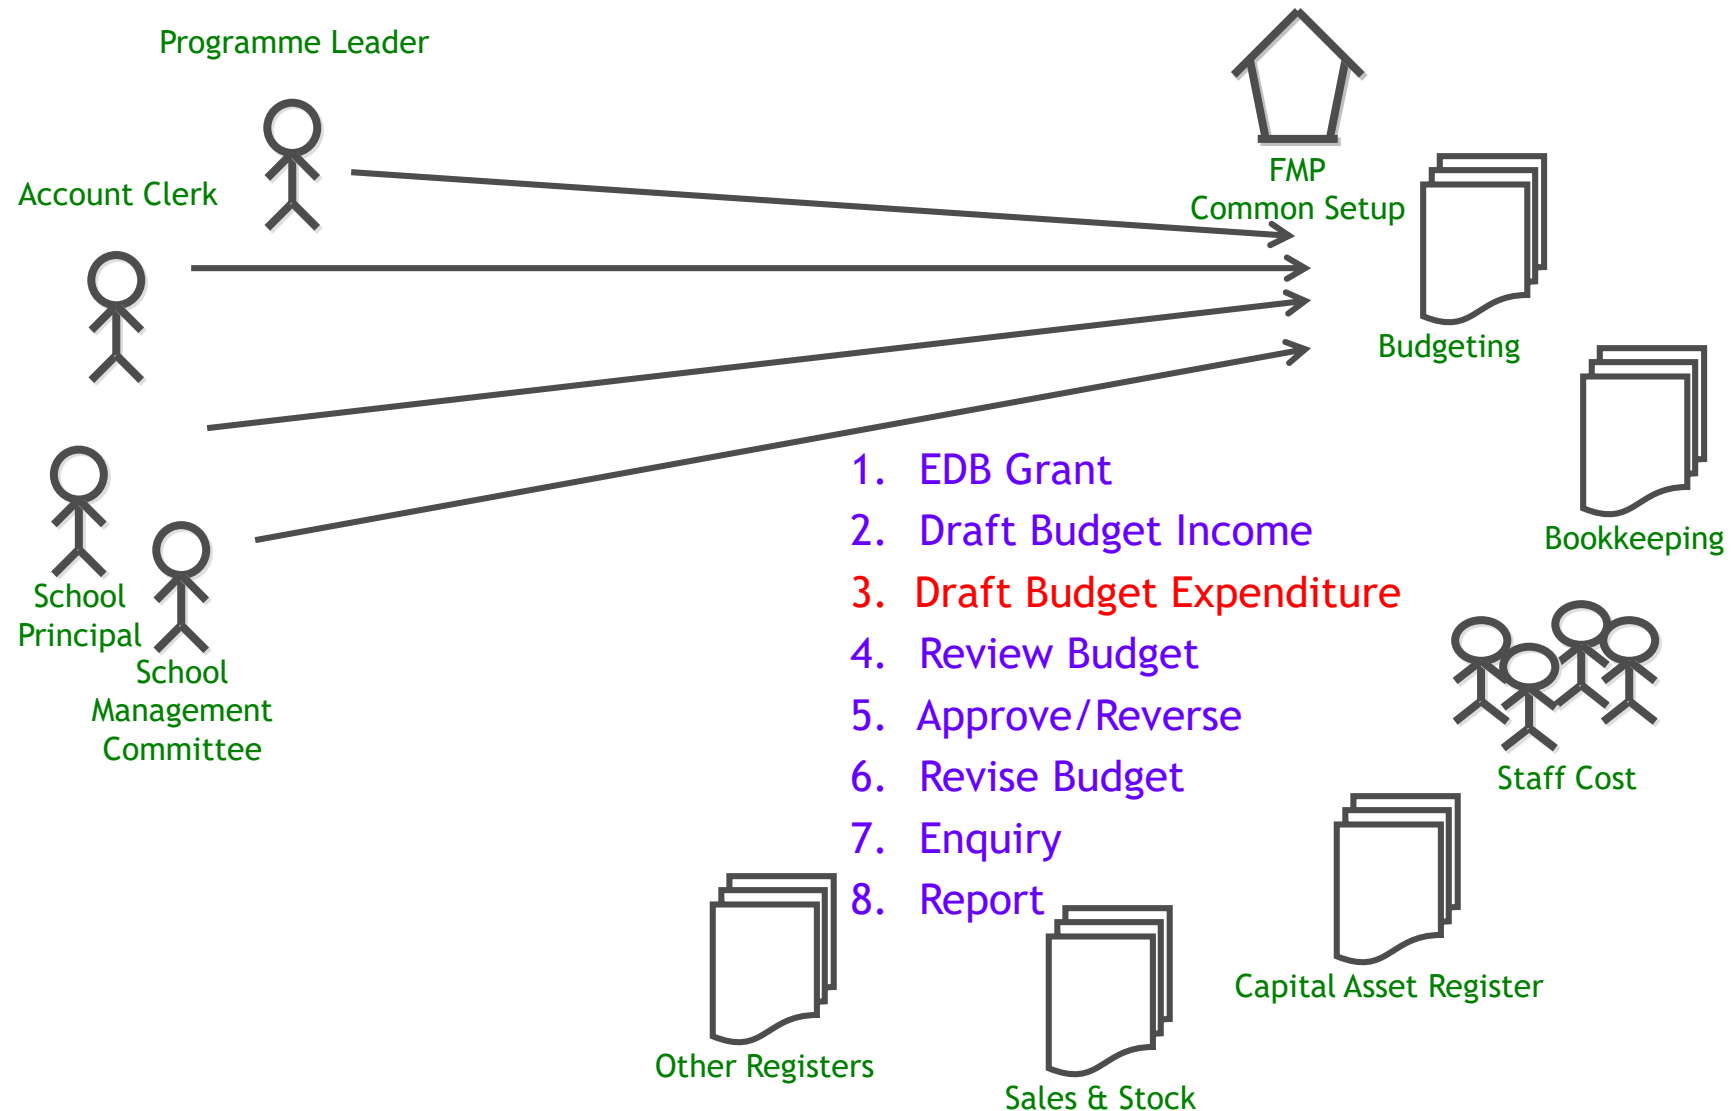 Programme Leader
Account Clerk
School
Principal
School
Management
Committee
FMP
Common Setup
Budgeting
Bookkeeping
1. EDB Grant
2. Draft Budget Income
3. Draft Budget Expenditure
4. Review Budget
5. Approve/Reverse
6. Revise Budget
7. Enquiry
8. Report
Staff Cost
Capital Asset Register
Other Registers
Sales & Stock